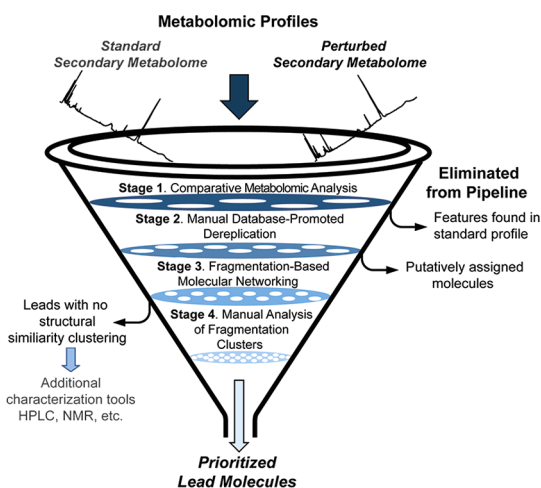 Metabolomic Profiles
Standard
Secondary Metabolome
Perturbed
Secondary Metabolome
Stage 1. Comparative Metabolomic Analysis
Eliminated
from Pipeline
Stage 2. Manual Database-Promoted
Dereplication
Features found in
standard profile
Stage 3. Fragmentation-Based
Molecular Networking
Putatively assigned
molecules
Leads with no
structural
similiarity clustering
Stage 4. Manual Analysis
of Fragmentation
Clusters
Additional
characterization tools
HPLC, NMR, etc.
Prioritized
Lead Molecules